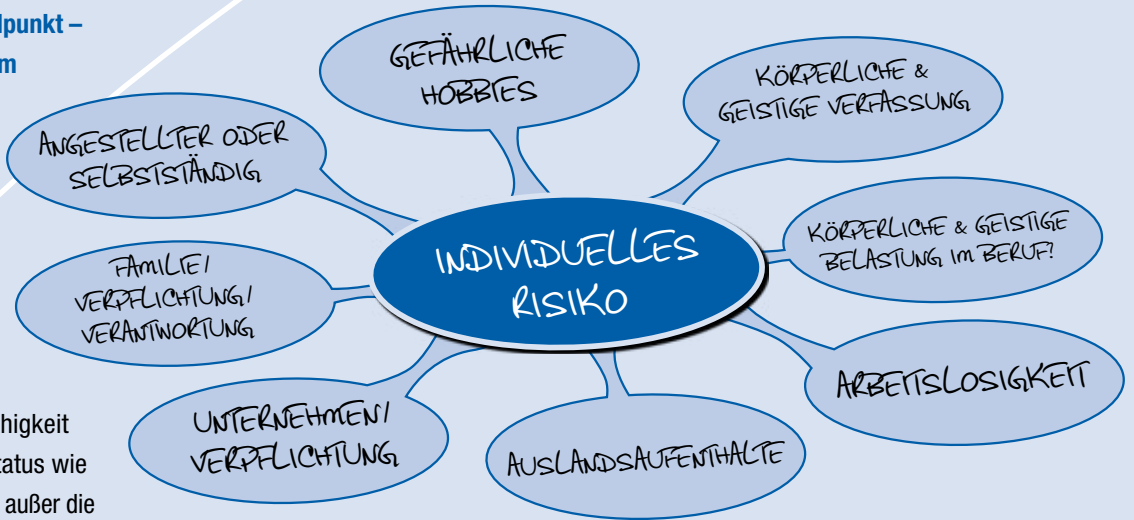 lpunkt –
m
GEFÄHRLICHE
HOBBIES
KÖRPERLICHE &
GEISTIGE VERFASSUNG
ANGESTELLTER ODER
SELBSTSTÄNDIG
INDIVIDUELLES
RISIKO
KÖRPERLICHE & GEISTIGE
BELASTUNG IM BERUF?
FAMILIE/
VERPFLICHTUNG/
VERANTWORTUNG
ARBEITSLOSIGKEIT
UNTERNEHMEN/
VERPFLICHTUNG
AUSLANDSAUFENTHALTE
higkeit
tatus wie
außer die